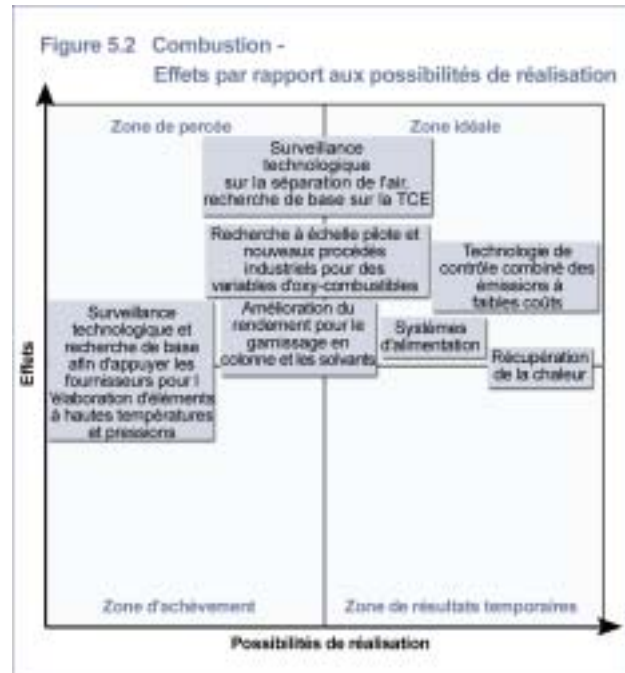 Figure 5.2 Combustion -
Effets par rapport aux possibilités de réalisation
Zone de percée
Zone idéale
Surveillance
technologique
sur la séparation de l'air,
recherche de base sur la TCE
Recherche à échelle pilote et
nouveaux procédés
industriels pour des
variables d'oxy-combustibles
Technologie de
contrôle combiné des
émissions à
faibles coûts
Surveillance
technologique et
recherche de base
afin d'appuyer les
fournisseurs pour l
'élaboration d'éléments
à hautes températures
et pressions
Amélioration du
rendement pour le
garnissage en
colonne et les solvants
Systèmes
d'alimentation
Récupération
de la chaleur
Effets
Zone d'achèvement
Zone de résultats temporaires
Possibilités de réalisation